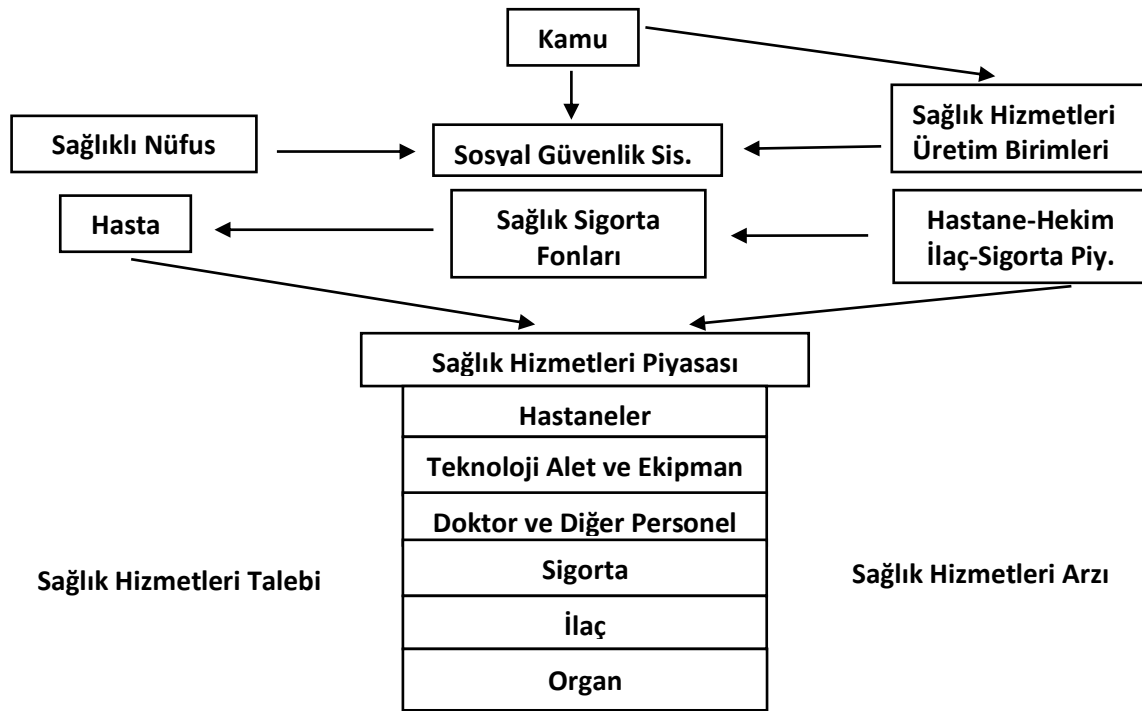 Kamu
Sağlıklı Nüfus
Sosyal Güvenlik Sis.
Sağlık Hizmetleri
Üretim Birimleri
Hasta
Sağlık Sigorta
Fonları
Hastane-Hekim
İlaç-Sigorta Piy.
Sağlık Hizmetleri Piyasası
Hastaneler
Teknoloji Alet ve Ekipman
Doktor ve Diğer Personel
Sigorta
İlaç
Organ
Sağlık Hizmetleri Talebi
Sağlık Hizmetleri Arzı